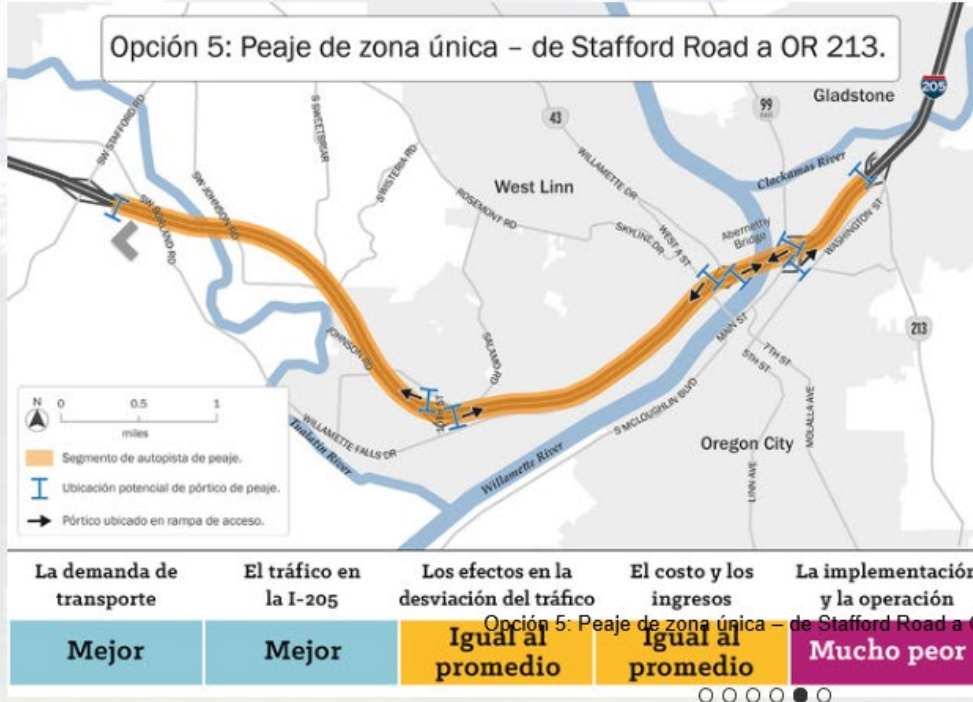 Opción 5: Peaje de zona única – de Stafford Road a OR 213.
205
Gladstone
99
EAST
43
SW STAFFORD RD
S SWEETBRIAR
SW JOHNSON RD
SW BORLAND RD
S WISTERIA RD
WILLAMETTE DR
Clackamas River
West Linn
ROSEMONT RD
SKYLINE DR
WEST A ST
Abernethy
Bridge
WASHINGTON ST
MAIN ST
213
JOHNSON RD
SALAMO RD
7TH ST
5TH ST
10TH ST
S MCLOUGHLIN BLVD
MOLALLA AVE
WILLAMETTE FALLS DR
Tualatin River
Willamette River
Oregon City
LINN AVE
N
0 0.5 1
miles
Segmento de autopista de peaje.
Ubicación potencial de pórtico de peaje.
Pórtico ubicado en rampa de acceso.
La demanda de
transporte
El tráfico en
la I-205
Los efectos en la
desviación del tráfico
El costo y los
ingresos
La implementación
y la operación
Mejor
Mejor
Igual al
promedio
Igual al
promedio
Mucho peor
Opción 5: Peaje de zona única – de Stafford Road a